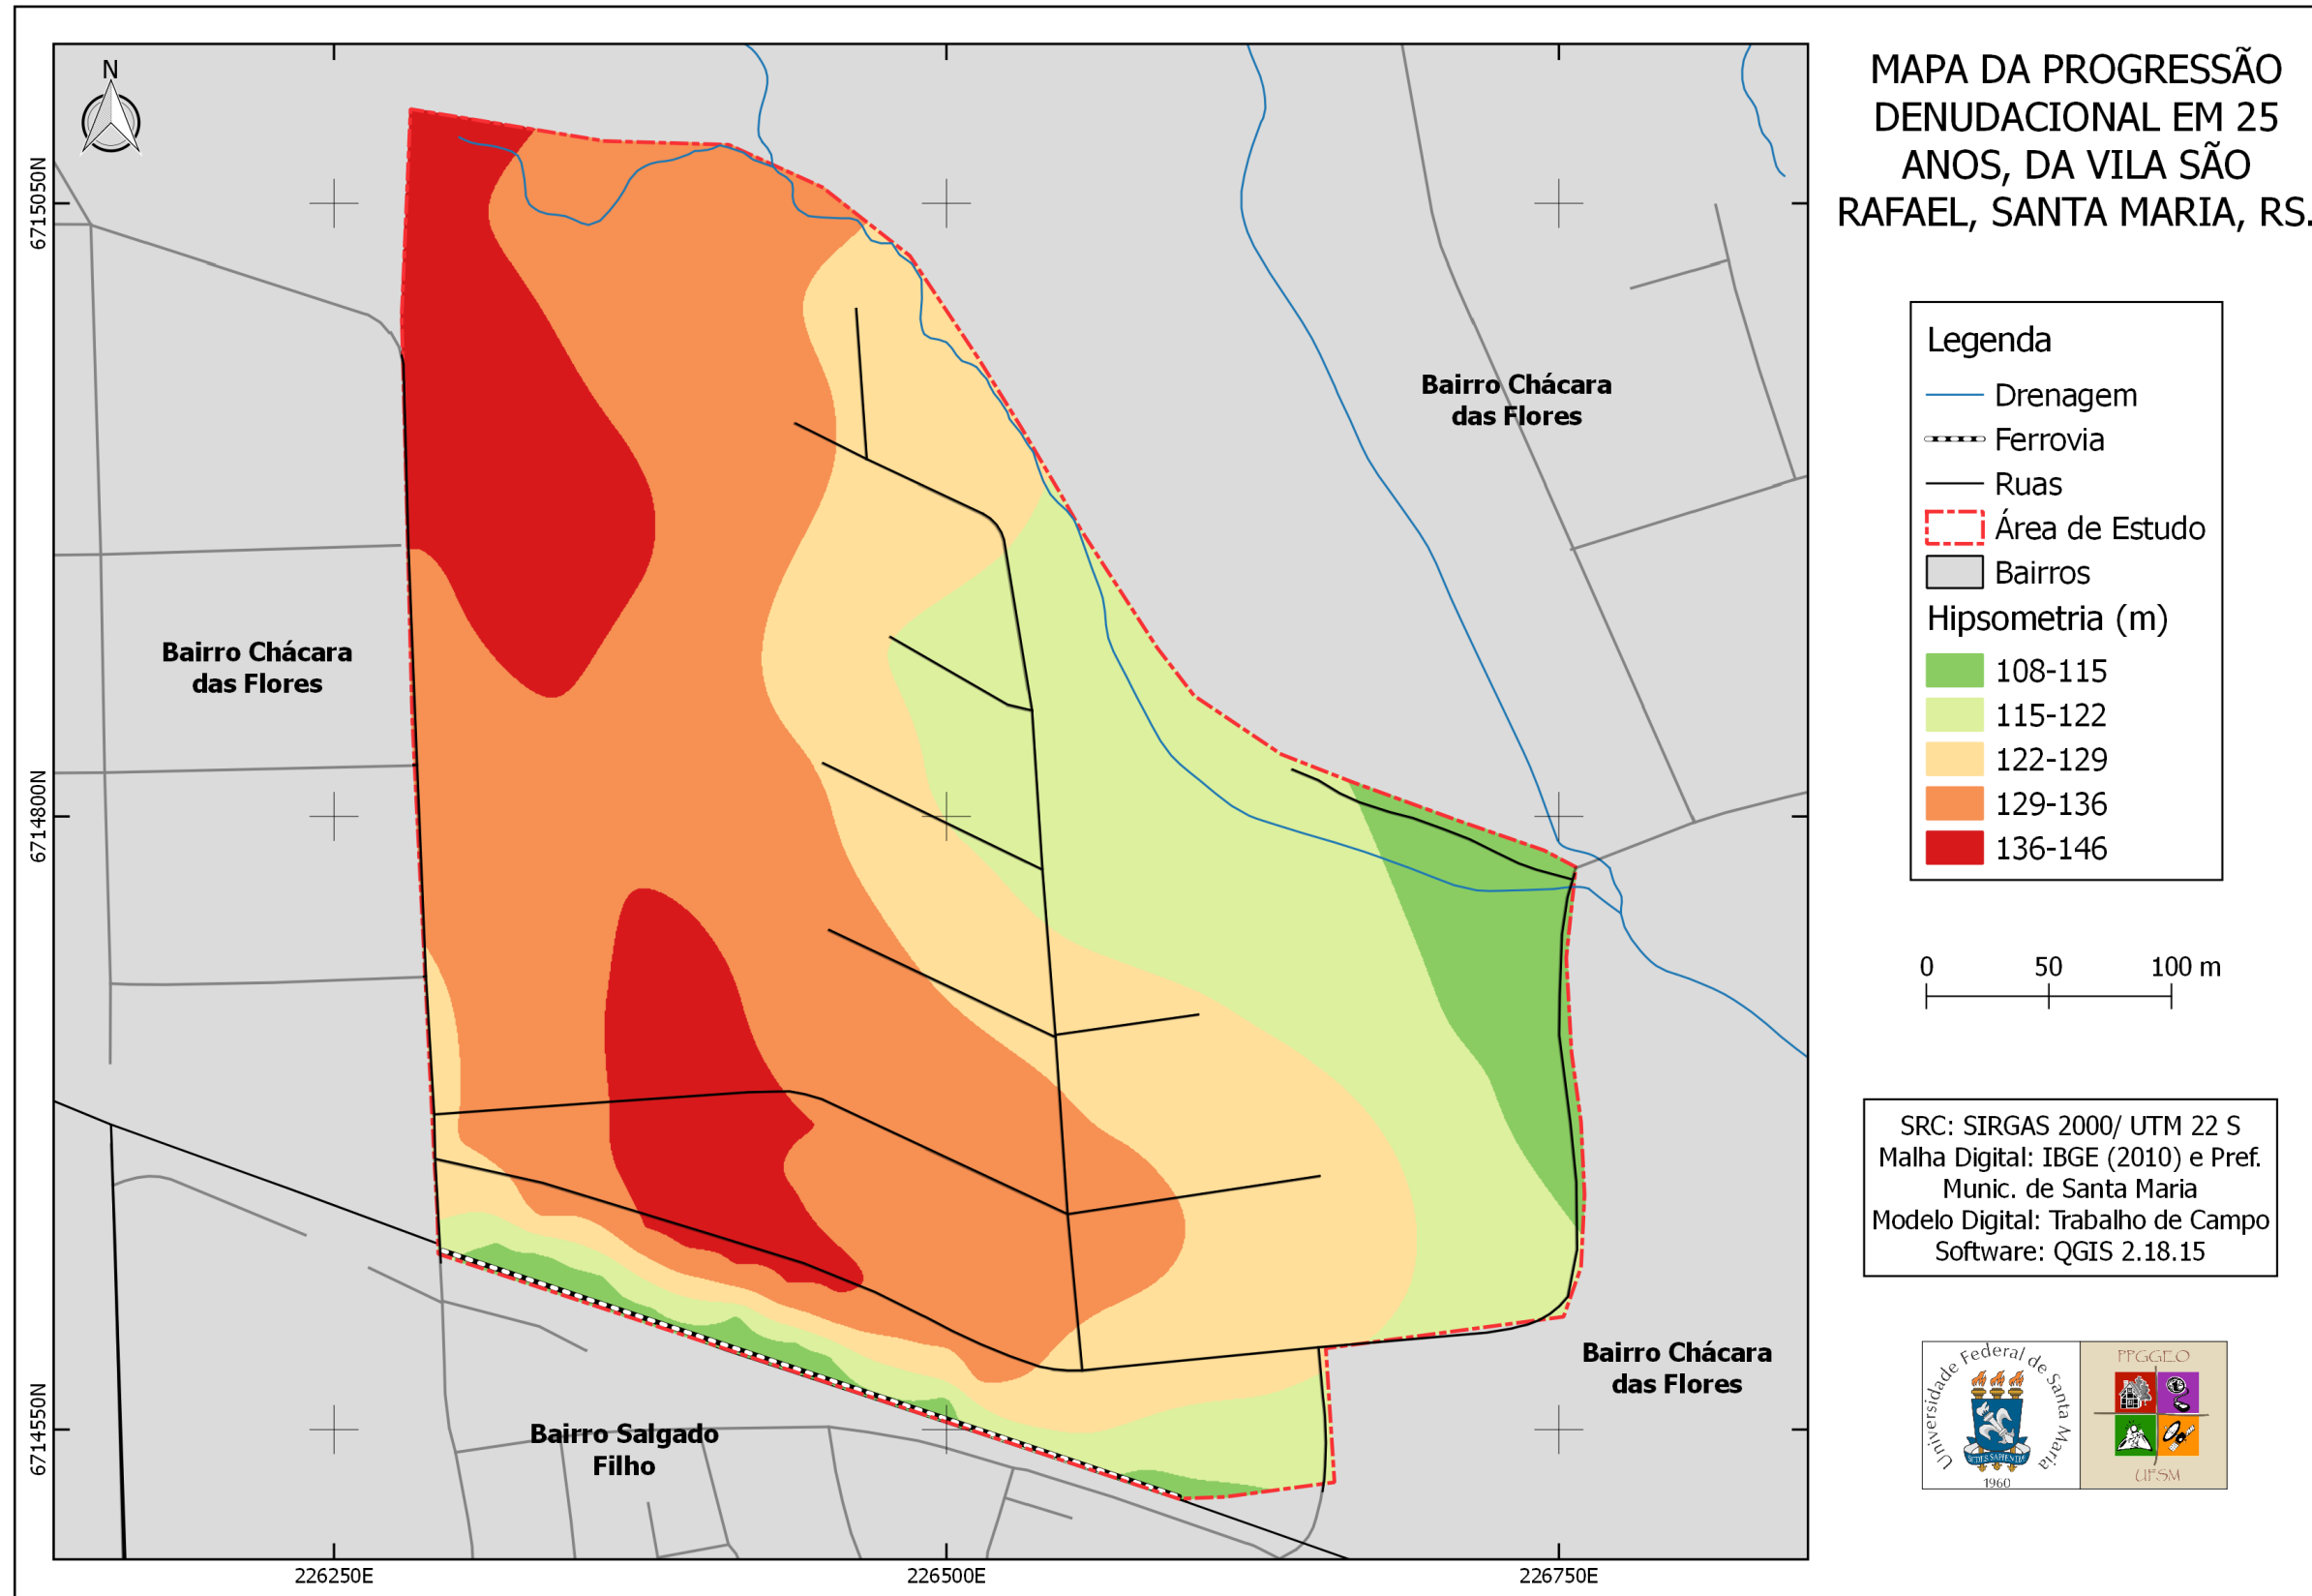 MAPA DA PROGRESSÃO
DENUDACIONAL EM 25
ANOS, DA VILA SÃO
RAFAEL, SANTA MARIA, RS.
N
6715050N
6714800N
6714550N
226250E
226500E
226750E
Bairro Chácara
das Flores
Bairro Chácara
das Flores
Bairro Chácara
das Flores
Bairro Salgado
Filho
Legenda
Drenagem
Ferrovia
Ruas
Área de Estudo
Bairros
Hipsometria (m)
108-115
115-122
122-129
129-136
136-146
0 50 100 m
SRC: SIRGAS 2000/ UTM 22 S
Malha Digital: IBGE (2010) e Pref.
Munic. de Santa Maria
Modelo Digital: Trabalho de Campo
Software: QGIS 2.18.15
Universidade Federal de Santa Maria
SEDES SAPIENTIAE
1960
PPGGEO
UFSM